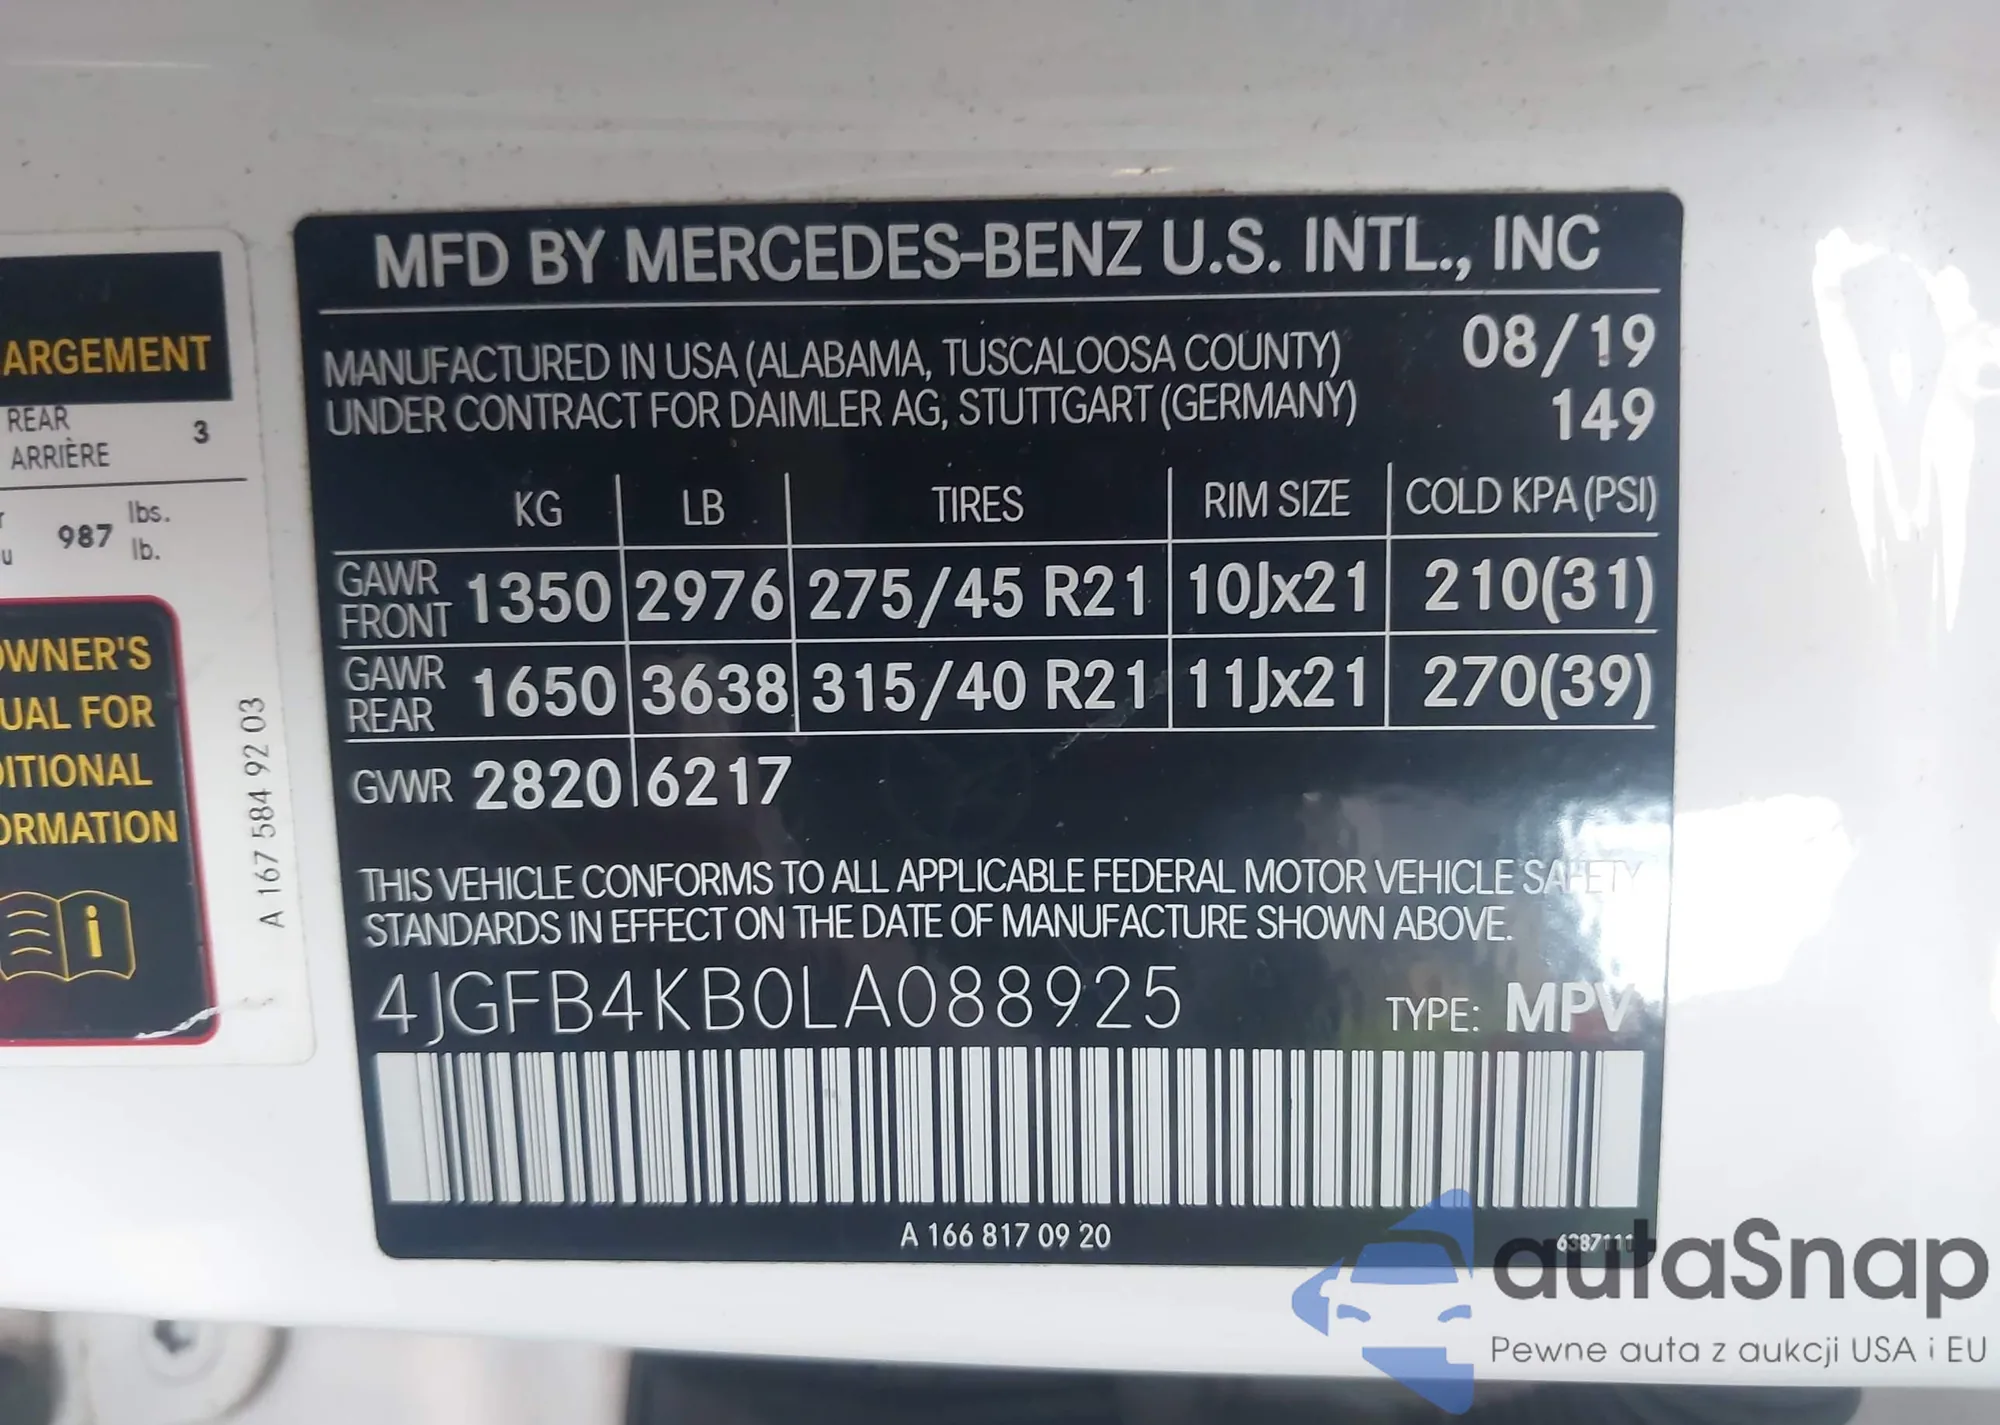 ARGEMENT
REAR
ARRIÈRE 3
987 lbs.
lb.
OWNER'S
UAL FOR
DITIONAL
ORMATION
i
A 167 584 92 03
MFD BY MERCEDES-BENZ U.S. INTL., INC
MANUFACTURED IN USA (ALABAMA, TUSCALOOSA COUNTY) 08/19
UNDER CONTRACT FOR DAIMLER AG, STUTTGART (GERMANY) 149
KG LB TIRES RIM SIZE COLD KPA (PSI)
GAWR FRONT 1350 2976 275/45 R21 10Jx21 210(31)
GAWR REAR 1650 3638 315/40 R21 11Jx21 270(39)
GVWR 2820 6217
THIS VEHICLE CONFORMS TO ALL APPLICABLE FEDERAL MOTOR VEHICLE SAFETY
STANDARDS IN EFFECT ON THE DATE OF MANUFACTURE SHOWN ABOVE.
4JGFB4KB0LA088925 TYPE: MPV
A 166 817 09 20
autaSnap
Pewne auta z aukcji USA i EU